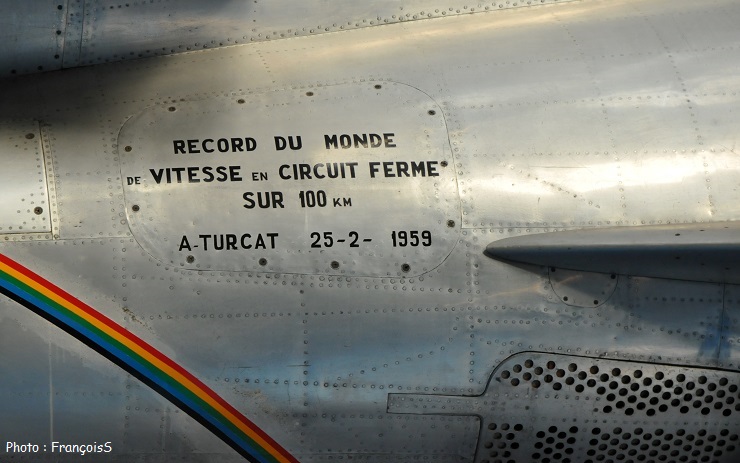 RECORD DU MONDE
DE VITESSE EN CIRCUIT FERME
SUR 100 KM
A-TURCAT 25-2- 1959
Photo : FrançoisS